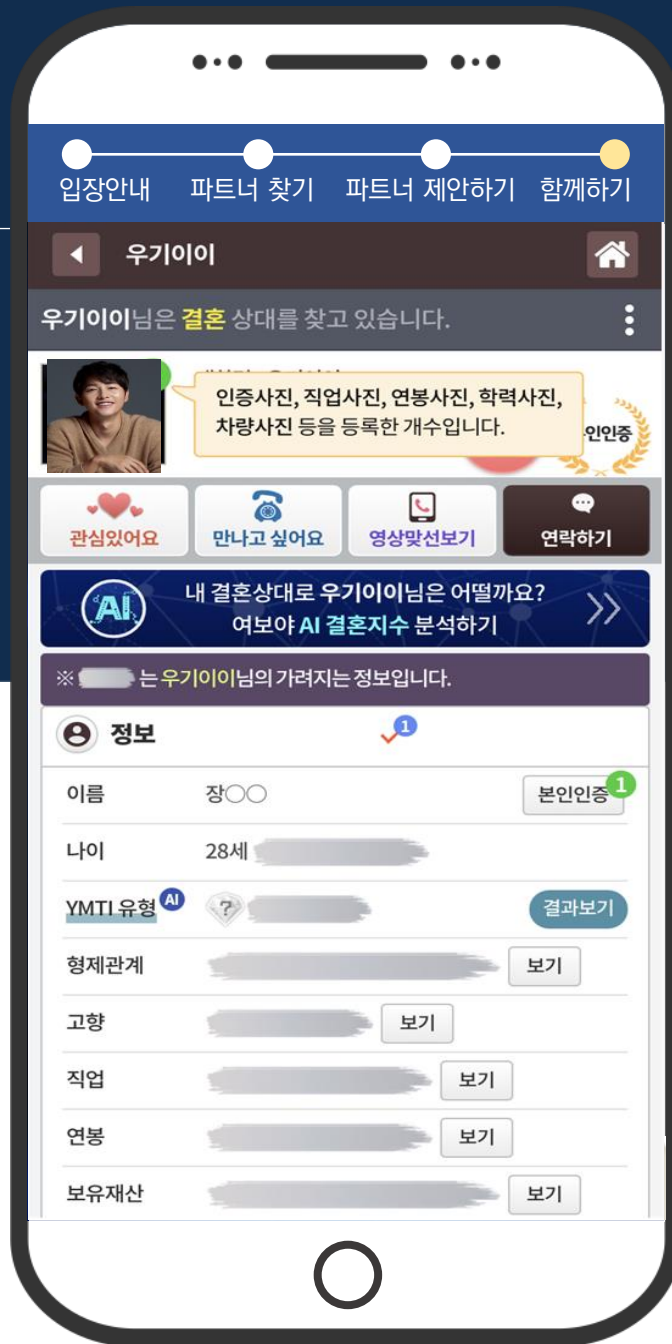 입장안내 파트너 찾기 파트너 제안하기 함께하기
우기이이
우기이이님은 결혼 상대를 찾고 있습니다.
인증사진, 직업사진, 연봉사진, 학력사진,
차량사진 등을 등록한 개수입니다.
인인증
관심있어요 만나고 싶어요 영상맞선보기 연락하기
AI
내 결혼상대로 우기이이님은 어떨까요?
여보야 AI 결혼지수 분석하기
※ 는 우기이이님의 가려지는 정보입니다.
정보 1
이름 장○○ 본인인증 1
나이 28세
YMTI 유형 AI ? 결과보기
형제관계 보기
고향 보기
직업 보기
연봉 보기
보유재산 보기